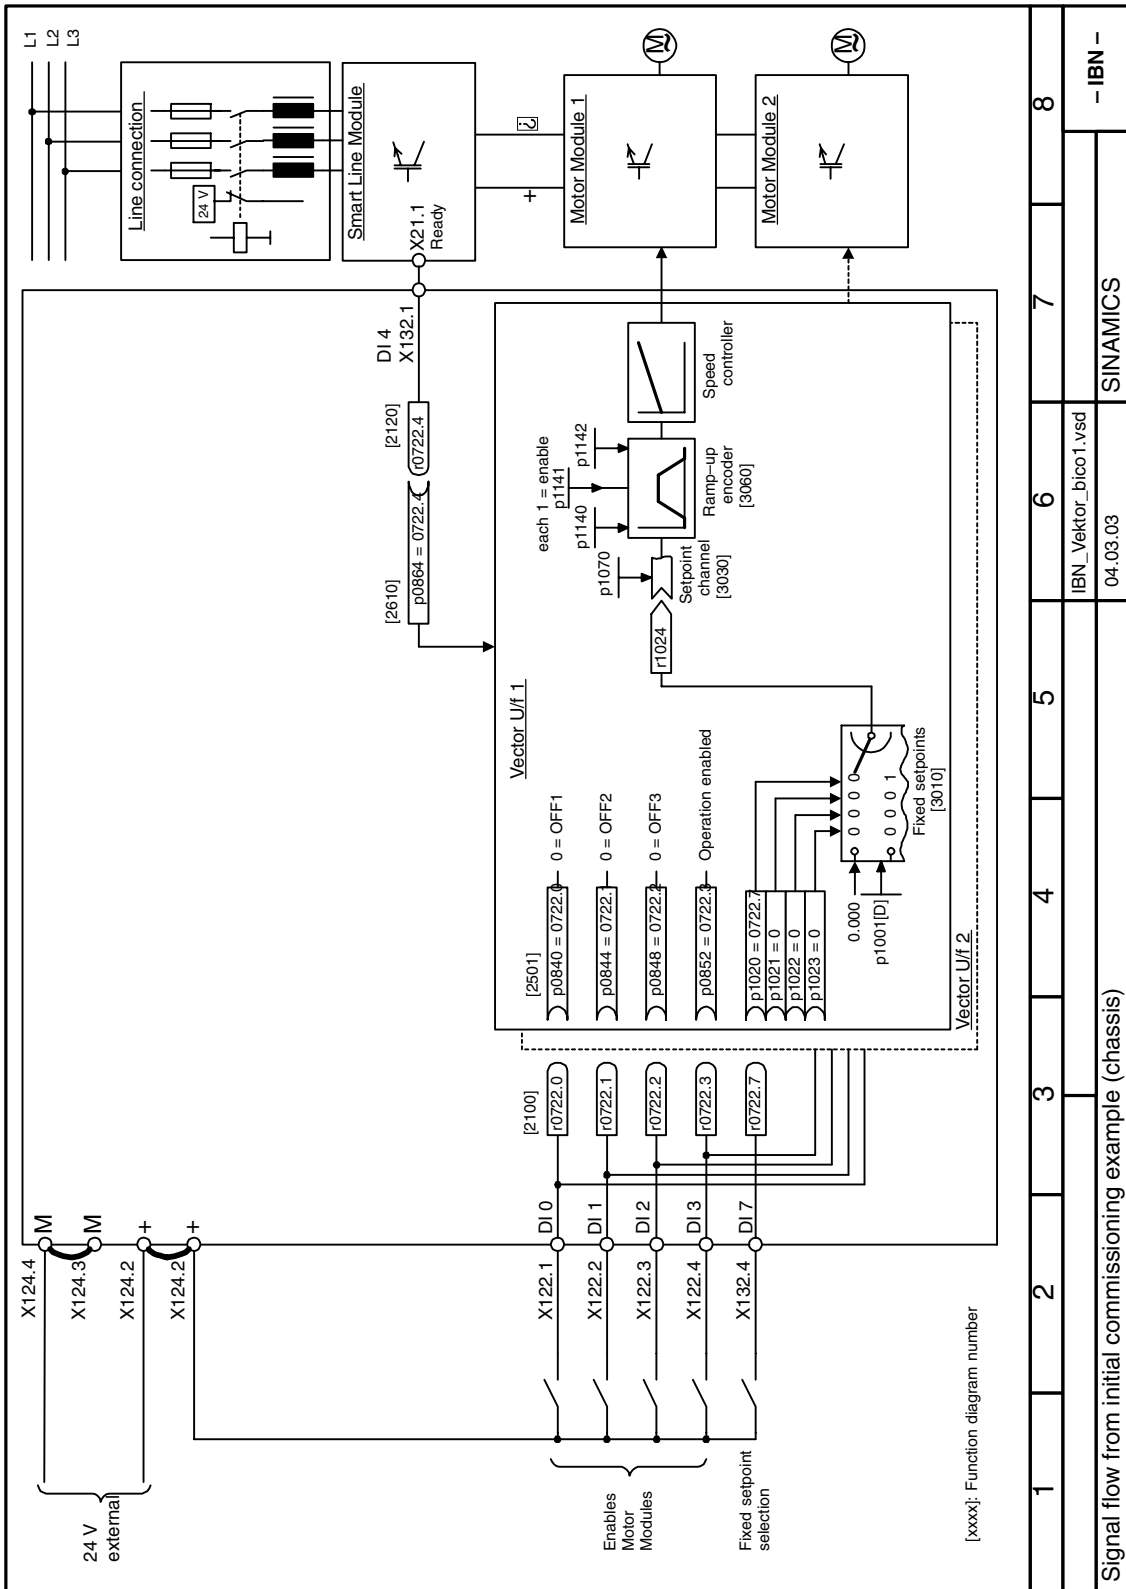 L1
L2
L3
Line connection
24 V
Smart Line Module
X21.1
Ready
+
¿
Motor Module 1
M
Motor Module 2
M
DI 4
X132.1
[2120]
r0722.4
[2610]
p0864 = 0722.4
Vector U/f 1
each 1 = enable
p1140
p1141
p1142
p1070
Setpoint
channel
[3030]
Ramp–up
encoder
[3060]
Speed
controller
r1024
[2501]
p0840 = 0722.0
0 = OFF1
p0844 = 0722.1
0 = OFF2
p0848 = 0722.2
0 = OFF3
p0852 = 0722.3
Operation enabled
p1020 = 0722.7
p1021 = 0
p1022 = 0
p1023 = 0
0.000
p1001[D]
0 0 0 0
0 0 0 1
Fixed setpoints
[3010]
Vector U/f 2
[2100]
r0722.0
r0722.1
r0722.2
r0722.3
r0722.7
X124.4
M
X124.3
M
X124.2
+
X124.2
+
24 V
external
X122.1
DI 0
X122.2
DI 1
X122.3
DI 2
X122.4
DI 3
X132.4
DI 7
Enables
Motor
Modules
Fixed setpoint
selection
[xxxx]: Function diagram number
1
2
3
4
5
6
7
8
IBN_Vektor_bico1.vsd
– IBN –
Signal flow from initial commissioning example (chassis)
04.03.03
SINAMICS